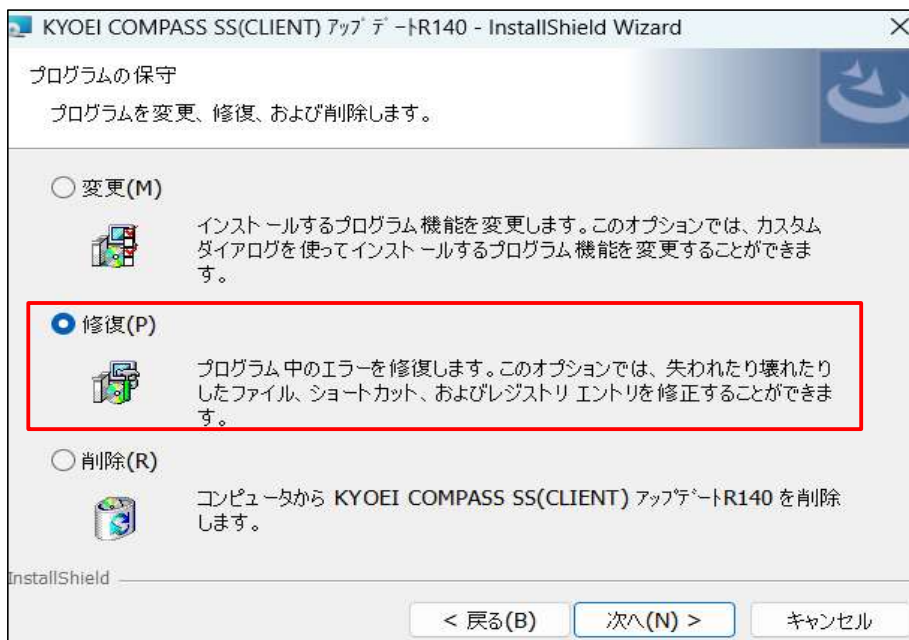 KYOEI COMPASS SS(CLIENT) ｱｯﾌﾟﾃﾞｰﾄR140 - InstallShield Wizard
プログラムの保守
プログラムを変更、修復、および削除します。
変更(M)
インストールするプログラム機能を変更します。このオプションでは、カスタム
ダイアログを使ってインストールするプログラム機能を変更することができま
す。
修復(P)
プログラム中のエラーを修復します。このオプションでは、失われたり壊れたり
したファイル、ショートカット、およびレジストリ エントリを修正することができま
す。
削除(R)
コンピュータから KYOEI COMPASS SS(CLIENT) ｱｯﾌﾟﾃﾞｰﾄR140 を削除
します。
InstallShield
< 戻る(B)
次へ(N) >
キャンセル